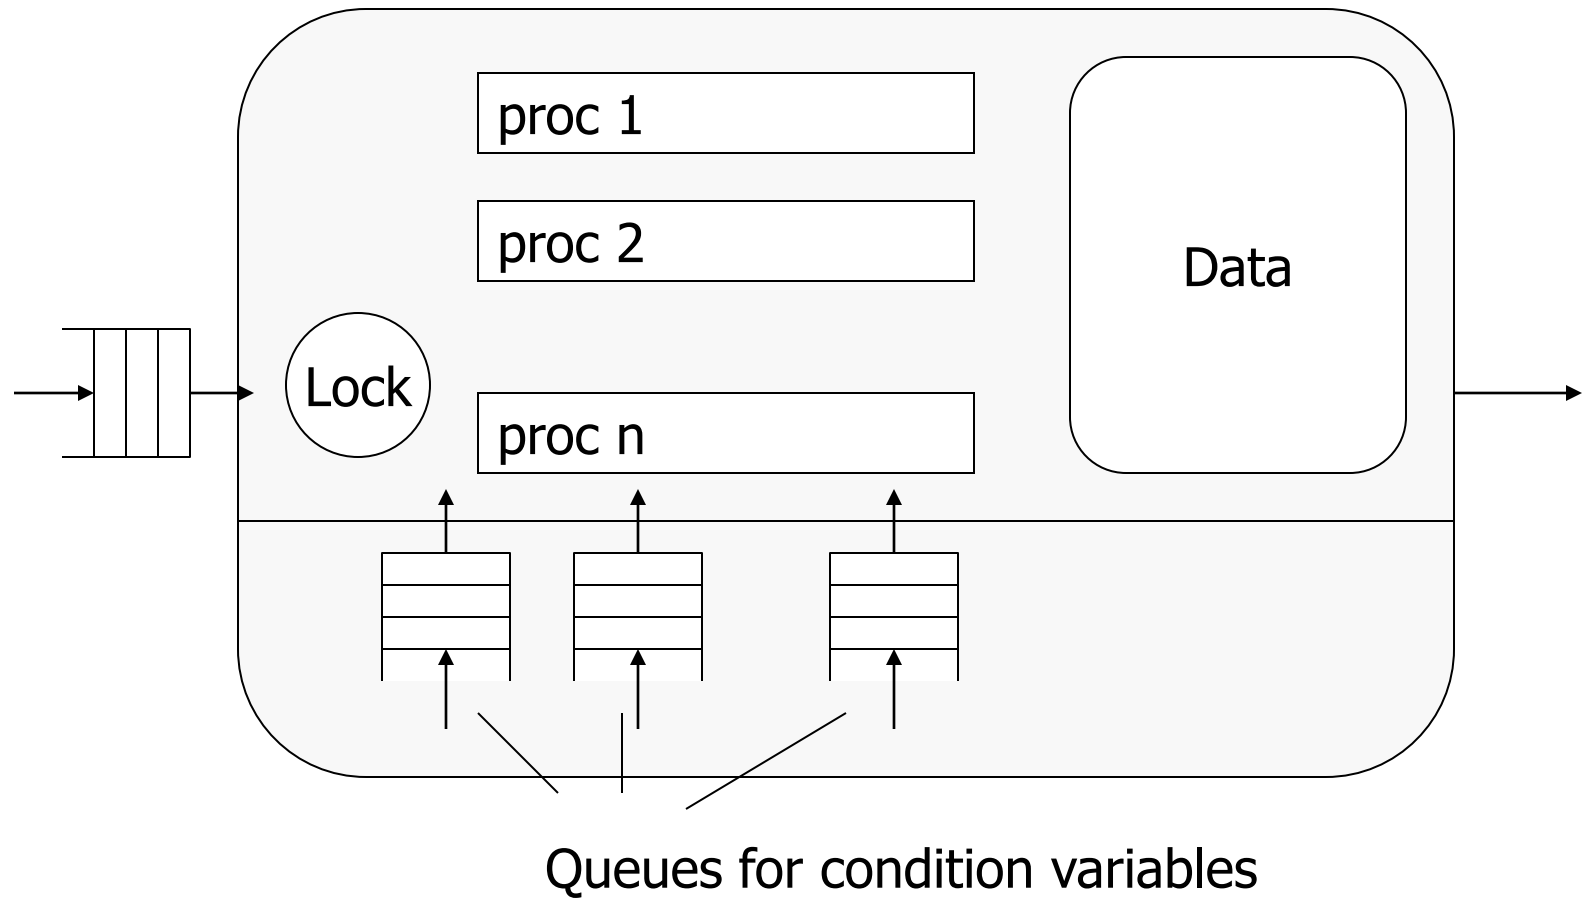 proc 1
proc 2
Data
Lock
proc n
Queues for condition variables